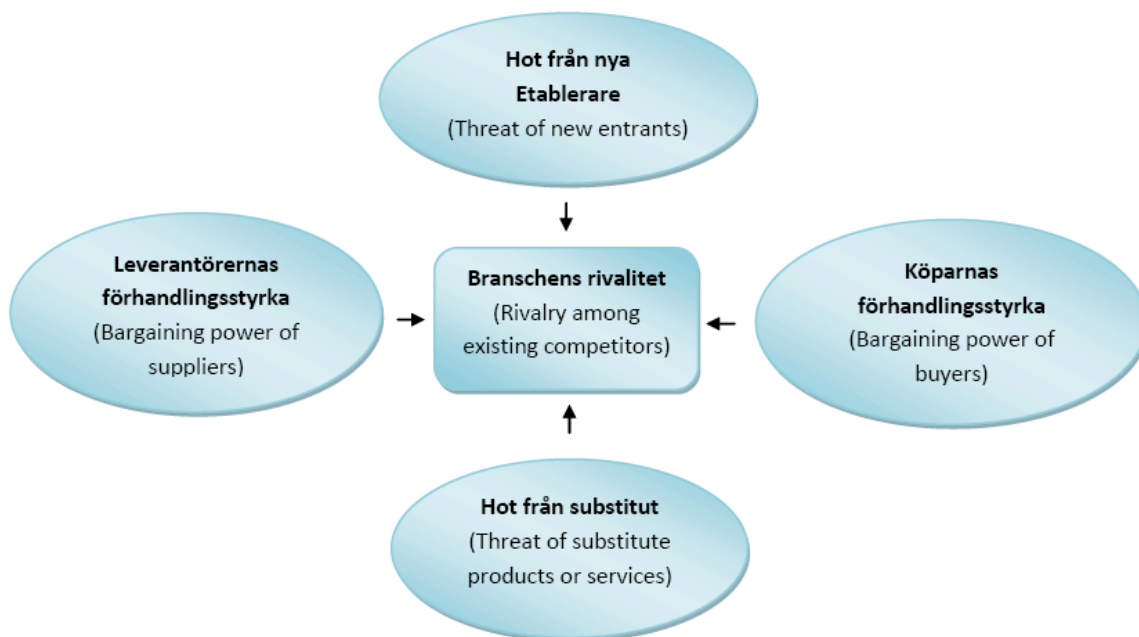 Hot från nya
Etablerare
(Threat of new entrants)
Leverantörernas
förhandlingsstyrka
(Bargaining power of
suppliers)
Branschens rivalitet
(Rivalry among
existing competitors)
Köparnas
förhandlingsstyrka
(Bargaining power of
buyers)
Hot från substitut
(Threat of substitute
products or services)